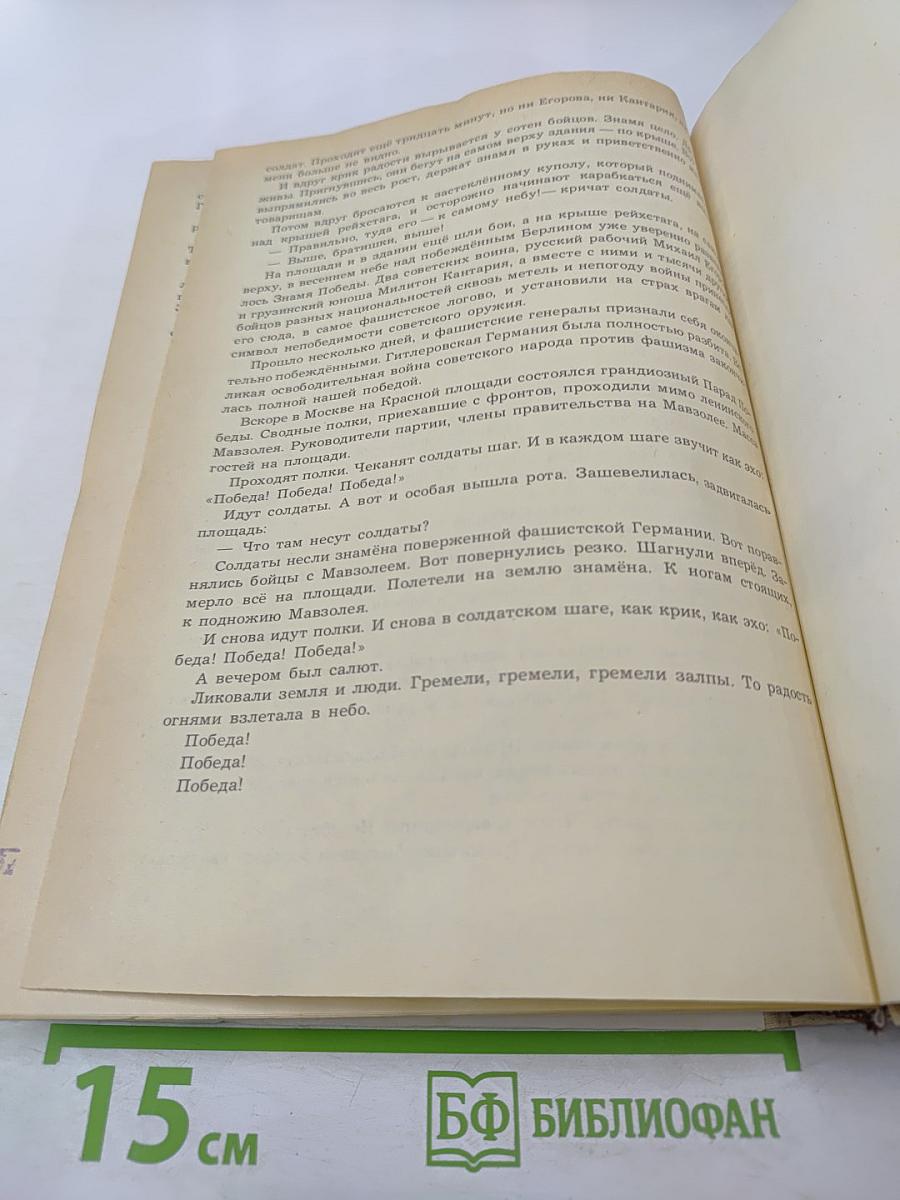 солдат. Проходят ещё тридцать минут, но ни Егорова, ни Кантария,
мени больше не видно.
И вдруг крик радости вырывается у сотен бойцов. Знамя цело.
живы. Пригнувшись, они бегут на самом верху здания — по крыше.
выпрямились во весь рост, держат знамя в руках и приветственно
товарищам.
Потом вдруг бросаются к застеклённому куполу, который
над крышей рейхстага, и осторожно начинают карабкаться ещё
— Правильно, туда его — к самому небу!— кричат солдаты.
— Выше, братишки, выше!
На площади и в здании ещё шли бои, а на крыше рейхстага, на
верху, в весеннем небе над побеждённым Берлином уже уверенно
лось Знамя Победы. Два советских воина, русский рабочий Михаил
и грузинский юноша Милитон Кантария, а вместе с ними и тысячи
бойцов разных национальностей сквозь метель и непогоду войны
его сюда, в самое фашистское логово, и установили на страх врагам
символ непобедимости советского оружия.
Прошло несколько дней, и фашистские генералы признали себя
тельно побеждёнными. Гитлеровская Германия была полностью разбита.
ликая освободительная война советского народа против фашизма
лась полной нашей победой.
Вскоре в Москве на Красной площади состоялся грандиозный Парад По-
беды. Сводные полки, приехавшие с фронтов, проходили мимо ленинского
Мавзолея. Руководители партии, члены правительства на Мавзолее. Масса
гостей на площади.
Проходят полки. Чеканят солдаты шаг. И в каждом шаге звучит как эхо:
«Победа! Победа! Победа!»
Идут солдаты. А вот и особая вышла рота. Зашевелилась, задвигалась
площадь:
— Что там несут солдаты?
Солдаты несли знамёна поверженной фашистской Германии. Вот порав-
нялись бойцы с Мавзолеем. Вот повернулись резко. Шагнули вперёд. За-
мерло всё на площади. Полетели на землю знамёна. К ногам стоящих,
к подножию Мавзолея.
И снова идут полки. И снова в солдатском шаге, как крик, как эхо: «По-
беда! Победа! Победа!»
А вечером был салют.
Ликовали земля и люди. Гремели, гремели, гремели залпы. То радость
огнями взлетала в небо.
Победа!
Победа!
Победа!
15 см
БФ БИБЛИОФАН